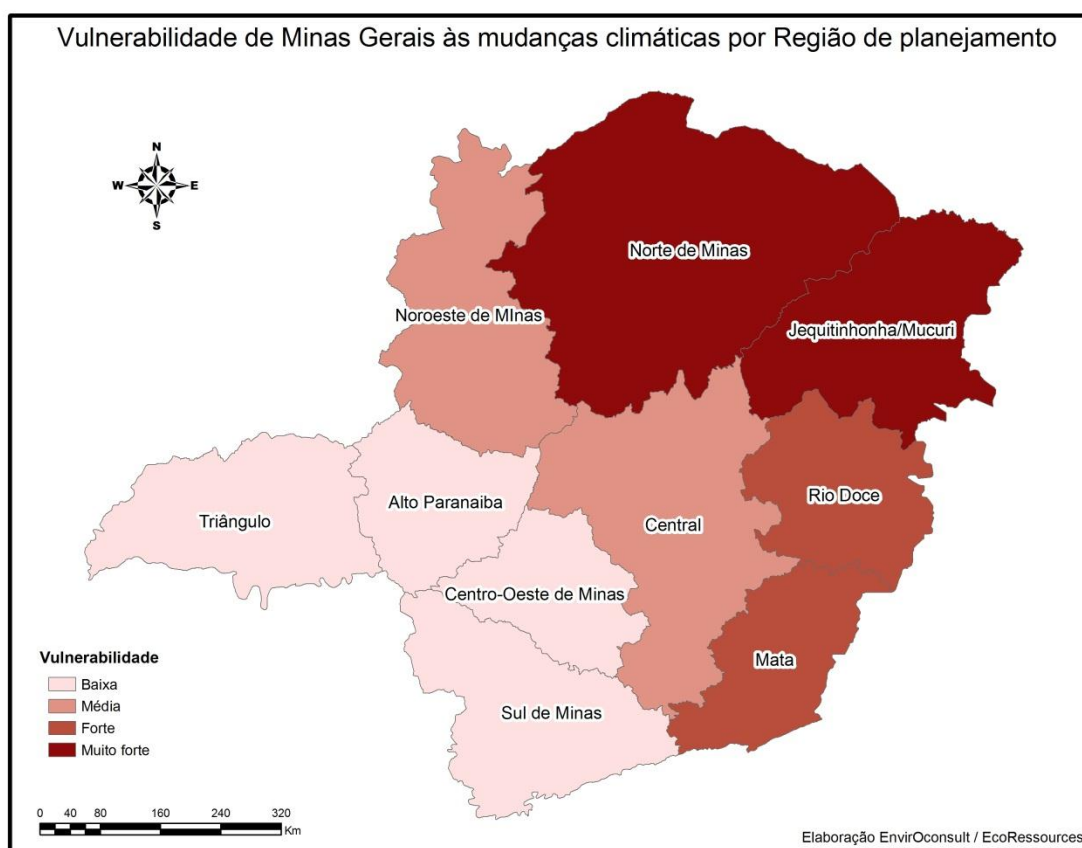 Vulnerabilidade de Minas Gerais às mudanças climáticas por Região de planejamento
N
W E
S
Norte de Minas
Noroeste de MInas
Jequitinhonha/Mucuri
Alto Paranaiba
Rio Doce
Triângulo
Central
Centro-Oeste de Minas
Mata
Sul de Minas
Vulnerabilidade
Baixa
Média
Forte
Muito forte
0 40 80 160 240 320
Km
Elaboração EnvirOconsult / EcoRessources